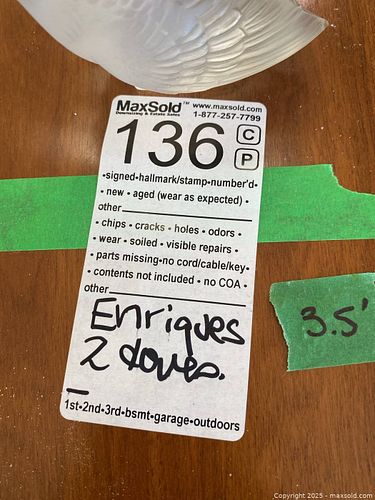 MaxSold™ www.maxsold.com
Downsizing & Estate Sales 1-877-257-7799
136 C
P
•signed•hallmark/stamp•number'd•
• new • aged (wear as expected) •
other
• chips • cracks • holes • odors •
• wear • soiled • visible repairs •
• parts missing•no cord/cable/key•
• contents not included • no COA •
other
Enriques
2 doves.
3.5'
1st•2nd•3rd•bsmt•garage•outdoors
Copyright 2025 - maxsold.com